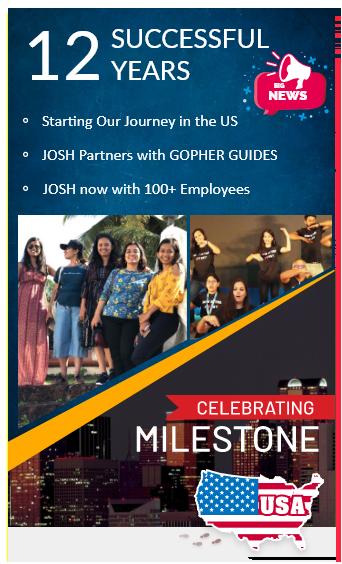 12 SUCCESSFUL
YEARS
BIG
NEWS
Starting Our Journey in the US
JOSH Partners with GOPHER GUIDES
JOSH now with 100+ Employees
CELEBRATING
MILESTONE
USA